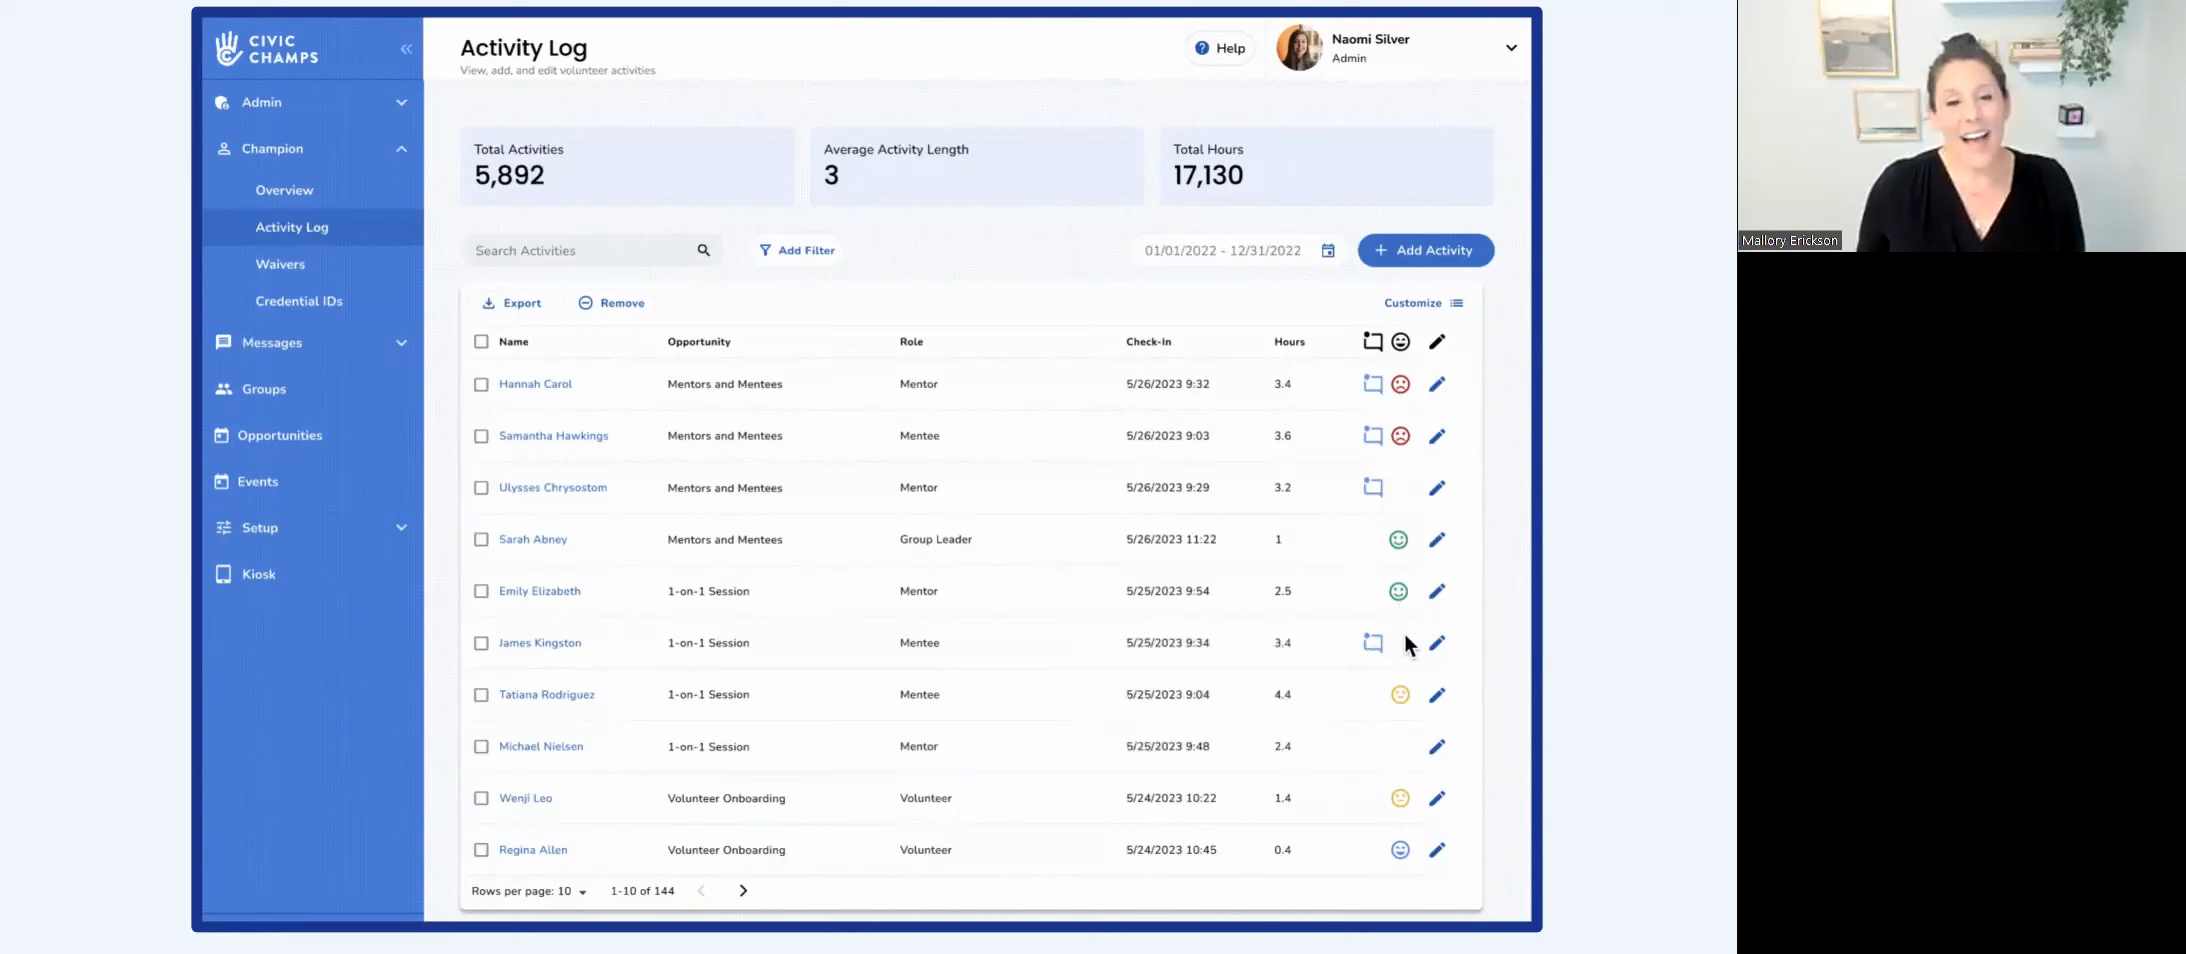 CIVIC
CHAMPS
Admin
Champion
Overview
Activity Log
Waivers
Credential IDs
Messages
Groups
Opportunities
Events
Setup
Kiosk
Activity Log
View, add, and edit volunteer activities
Help
Naomi Silver
Admin
Total Activities
5,892
Average Activity Length
3
Total Hours
17,130
Search Activities
Add Filter
01/01/2022 - 12/31/2022
+ Add Activity
Export Remove Customize
Name Opportunity Role Check-In Hours
Hannah Carol Mentors and Mentees Mentor 5/26/2023 9:32 3.4
Samantha Hawkings Mentors and Mentees Mentee 5/26/2023 9:03 3.6
Ulysses Chrysostom Mentors and Mentees Mentor 5/26/2023 9:29 3.2
Sarah Abney Mentors and Mentees Group Leader 5/26/2023 11:22 1
Emily Elizabeth 1-on-1 Session Mentor 5/25/2023 9:54 2.5
James Kingston 1-on-1 Session Mentee 5/25/2023 9:34 3.4
Tatiana Rodriguez 1-on-1 Session Mentee 5/25/2023 9:04 4.4
Michael Nielsen 1-on-1 Session Mentor 5/25/2023 9:48 2.4
Wenji Leo Volunteer Onboarding Volunteer 5/24/2023 10:22 1.4
Regina Allen Volunteer Onboarding Volunteer 5/24/2023 10:45 0.4
Rows per page: 10 1-10 of 144
Mallory Erickson